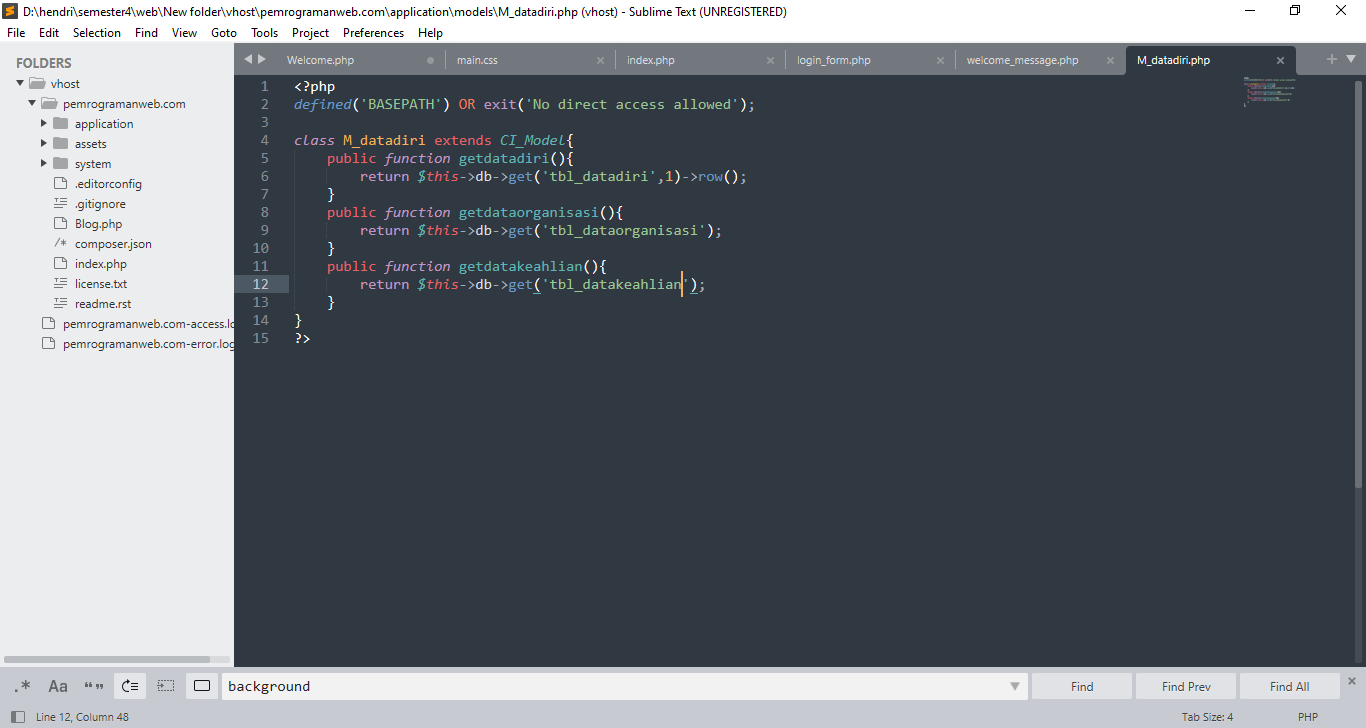 D:\hendri\semester4\web\New folder\vhost\pemrogramanweb.com\application\models\M_datadiri.php (vhost) - Sublime Text (UNREGISTERED)
File Edit Selection Find View Goto Tools Project Preferences Help
FOLDERS
vhost
pemrogramanweb.com
application
assets
system
.editorconfig
.gitignore
Blog.php
/* composer.json
index.php
license.txt
readme.rst
pemrogramanweb.com-access.lo
pemrogramanweb.com-error.log
Welcome.php main.css index.php login_form.php welcome_message.php M_datadiri.php
1 <?php
2 defined('BASEPATH') OR exit('No direct access allowed');
3
4 class M_datadiri extends CI_Model{
5     public function getdatadiri(){
6         return $this->db->get('tbl_datadiri',1)->row();
7     }
8     public function getdataorganisasi(){
9         return $this->db->get('tbl_dataorganisasi');
10     }
11     public function getdatakeahlian(){
12         return $this->db->get('tbl_datakeahlian');
13     }
14 }
15 ?>
.* Aa “” background Find Find Prev Find All
Line 12, Column 48 Tab Size: 4 PHP